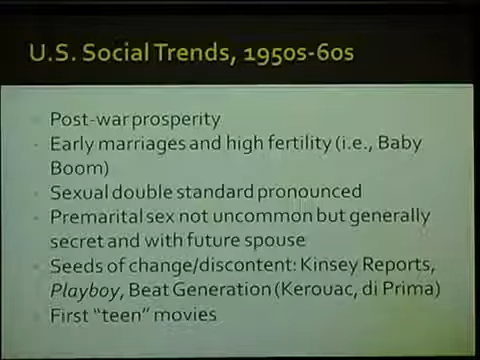 U.S. Social Trends, 1950s-60s
Post-war prosperity
Early marriages and high fertility (i.e., Baby
Boom)
Sexual double standard pronounced
Premarital sex not uncommon but generally
secret and with future spouse
Seeds of change/discontent: Kinsey Reports,
Playboy, Beat Generation (Kerouac, di Prima)
First “teen” movies